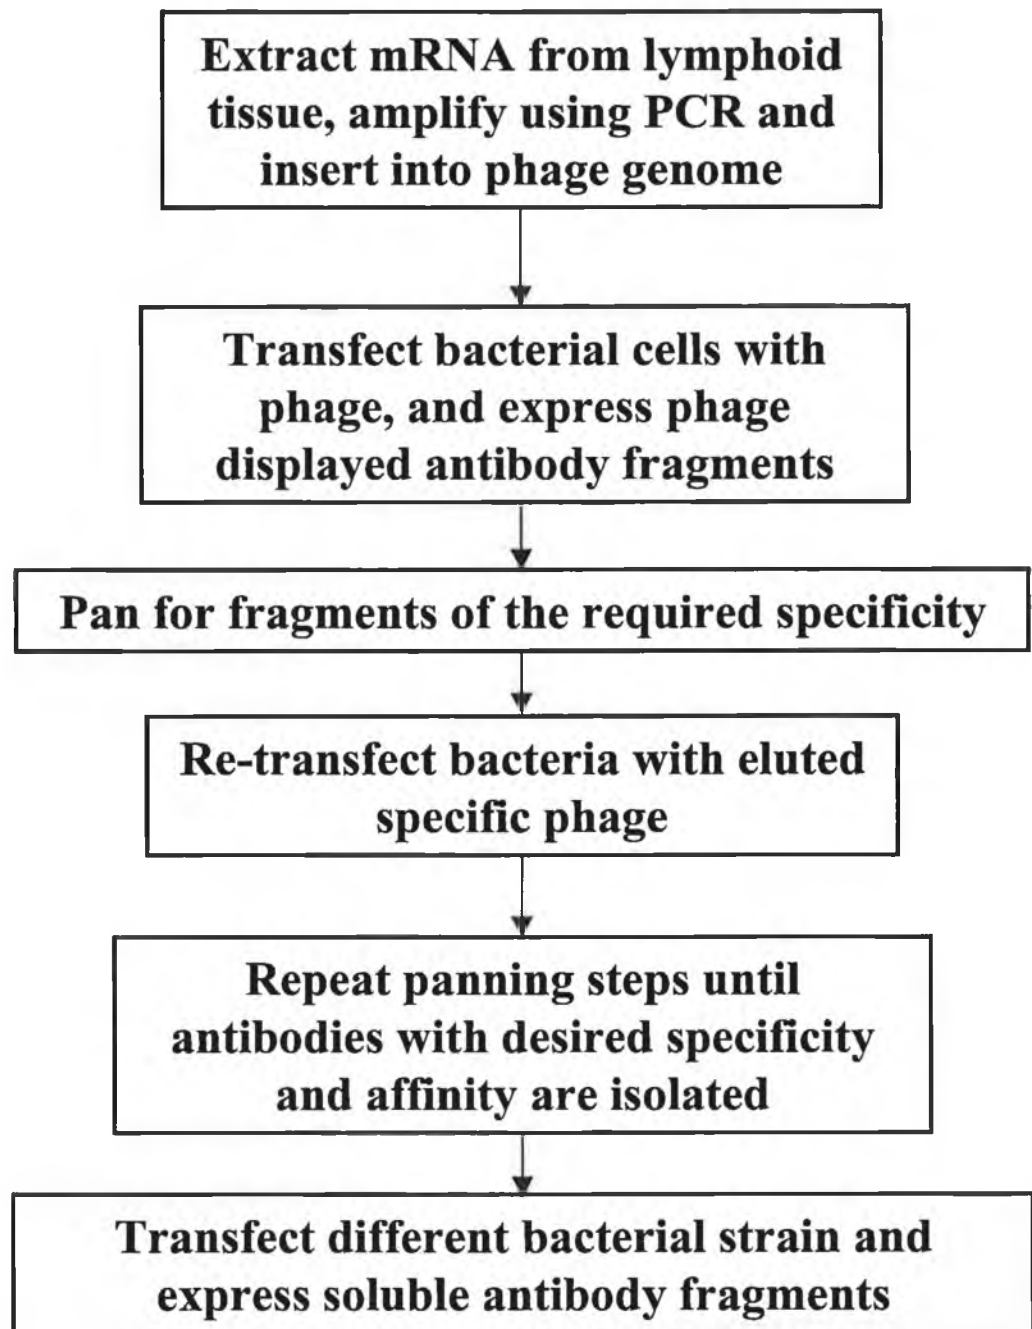 Extract mRNA from lymphoid
tissue, amplify using PCR and
insert into phage genome
Transfect bacterial cells with
phage, and express phage
displayed antibody fragments
Pan for fragments of the required specificity
Re-transfect bacteria with eluted
specific phage
Repeat panning steps until
antibodies with desired specificity
and affinity are isolated
Transfect different bacterial strain and
express soluble antibody fragments